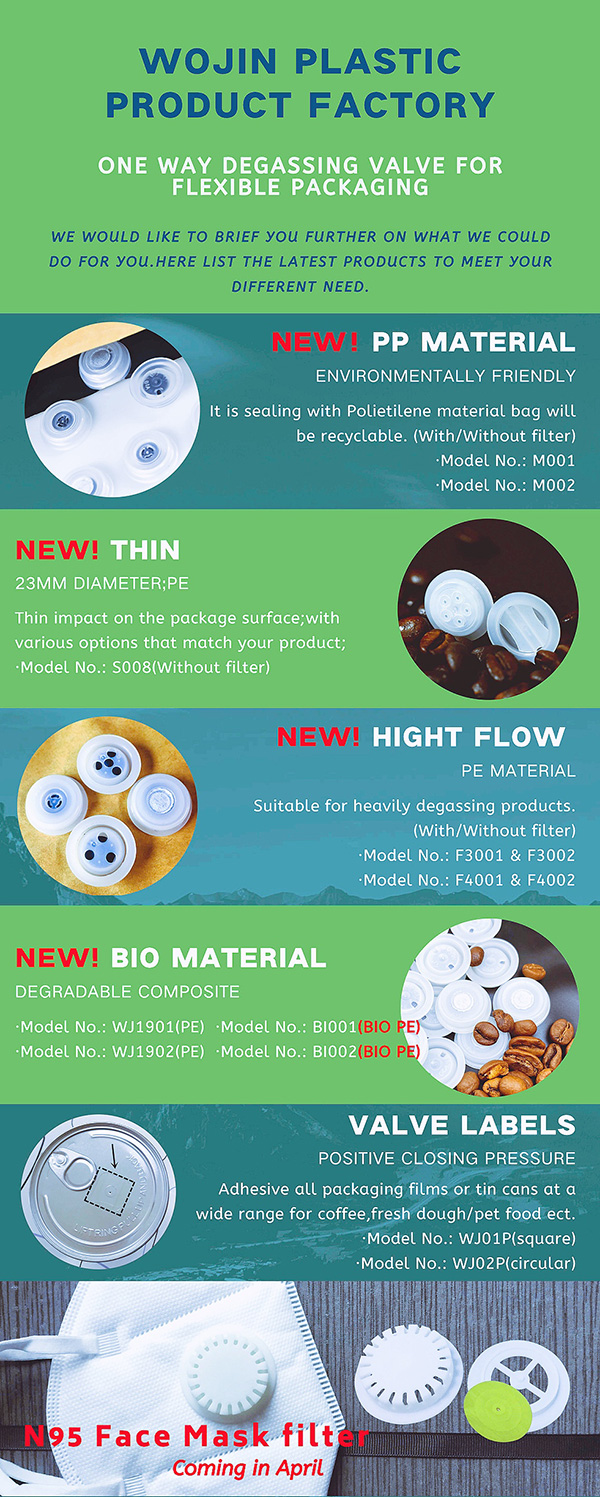 WOJIN PLASTIC
PRODUCT FACTORY
ONE WAY DEGASSING VALVE FOR
FLEXIBLE PACKAGING
WE WOULD LIKE TO BRIEF YOU FURTHER ON WHAT WE COULD
DO FOR YOU.HERE LIST THE LATEST PRODUCTS TO MEET YOUR
DIFFERENT NEED.
NEW! PP MATERIAL
ENVIRONMENTALLY FRIENDLY
It is sealing with Polietilene material bag will
be recyclable. (With/Without filter)
·Model No.: M001
·Model No.: M002
NEW! THIN
23MM DIAMETER;PE
Thin impact on the package surface;with
various options that match your product;
·Model No.: S008(Without filter)
NEW! HIGHT FLOW
PE MATERIAL
Suitable for heavily degassing products.
(With/Without filter)
·Model No.: F3001 & F3002
·Model No.: F4001 & F4002
NEW! BIO MATERIAL
DEGRADABLE COMPOSITE
·Model No.: WJ1901(PE) ·Model No.: BI001(BIO PE)
·Model No.: WJ1902(PE) ·Model No.: BI002(BIO PE)
VALVE LABELS
POSITIVE CLOSING PRESSURE
Adhesive all packaging films or tin cans at a
wide range for coffee,fresh dough/pet food ect.
·Model No.: WJ01P(square)
·Model No.: WJ02P(circular)
N95 Face Mask filter
Coming in April